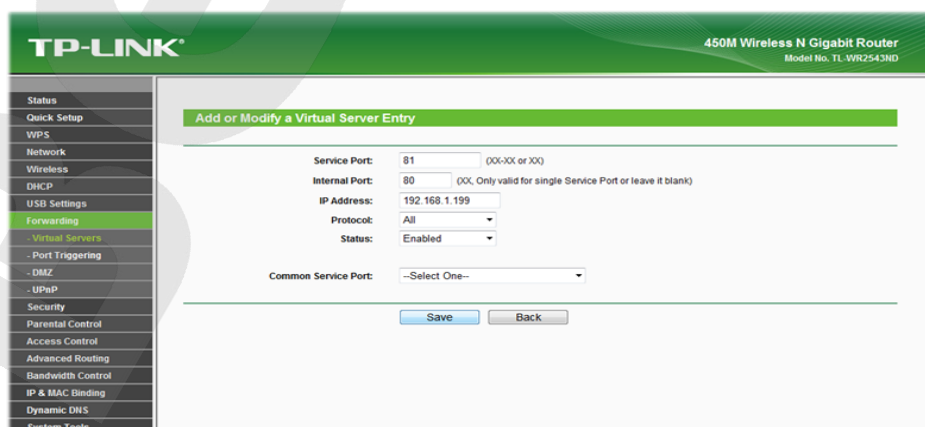 TP-LINK®
450M Wireless N Gigabit Router
Model No. TL-WR2543ND
Status
Quick Setup
WPS
Network
Wireless
DHCP
USB Settings
Forwarding
- Virtual Servers
- Port Triggering
- DMZ
- UPnP
Security
Parental Control
Access Control
Advanced Routing
Bandwidth Control
IP & MAC Binding
Dynamic DNS
System Tools
Add or Modify a Virtual Server Entry
Service Port: 81 (XX-XX or XX)
Internal Port: 80 (XX, Only valid for single Service Port or leave it blank)
IP Address: 192.168.1.199
Protocol: All
Status: Enabled
Common Service Port: --Select One--
Save Back